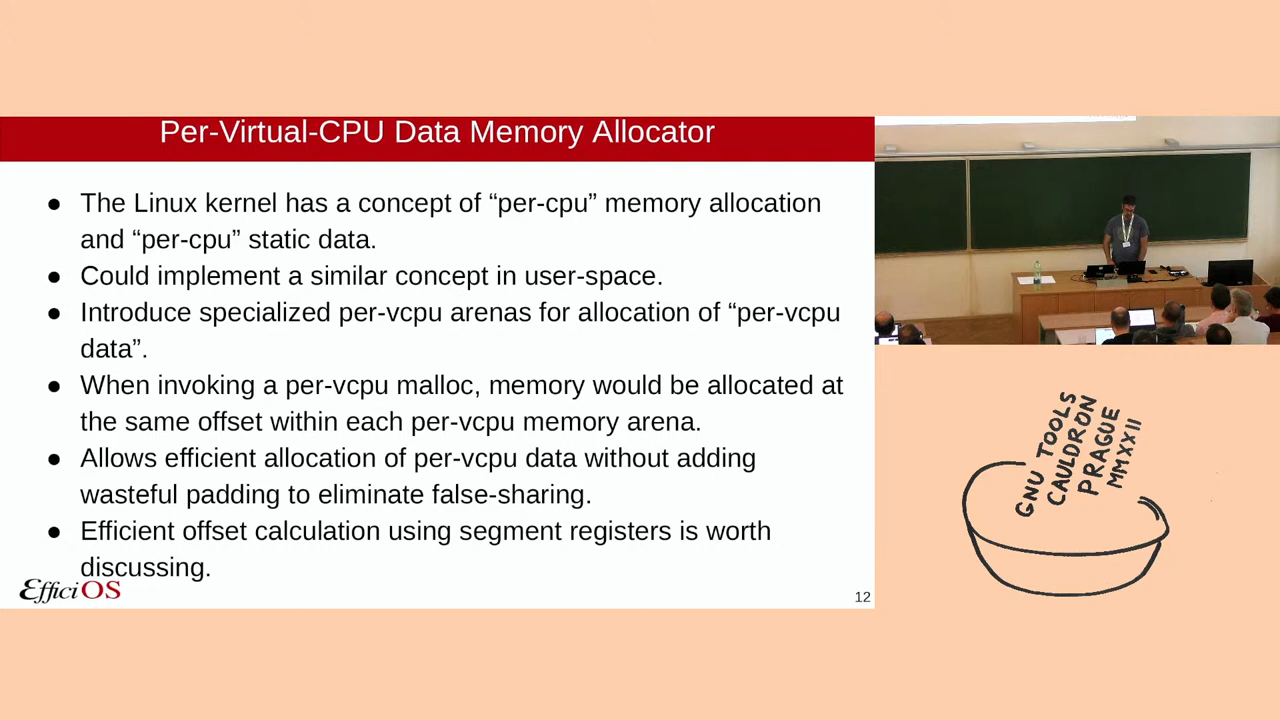 Per-Virtual-CPU Data Memory Allocator
● The Linux kernel has a concept of “per-cpu” memory allocation
and “per-cpu” static data.
● Could implement a similar concept in user-space.
● Introduce specialized per-vcpu arenas for allocation of “per-vcpu
data”.
● When invoking a per-vcpu malloc, memory would be allocated at
the same offset within each per-vcpu memory arena.
● Allows efficient allocation of per-vcpu data without adding
wasteful padding to eliminate false-sharing.
● Efficient offset calculation using segment registers is worth
discussing.
EfficiOS
12
GNU TOOLS
CAULDRON
PRAGUE
MMXXII